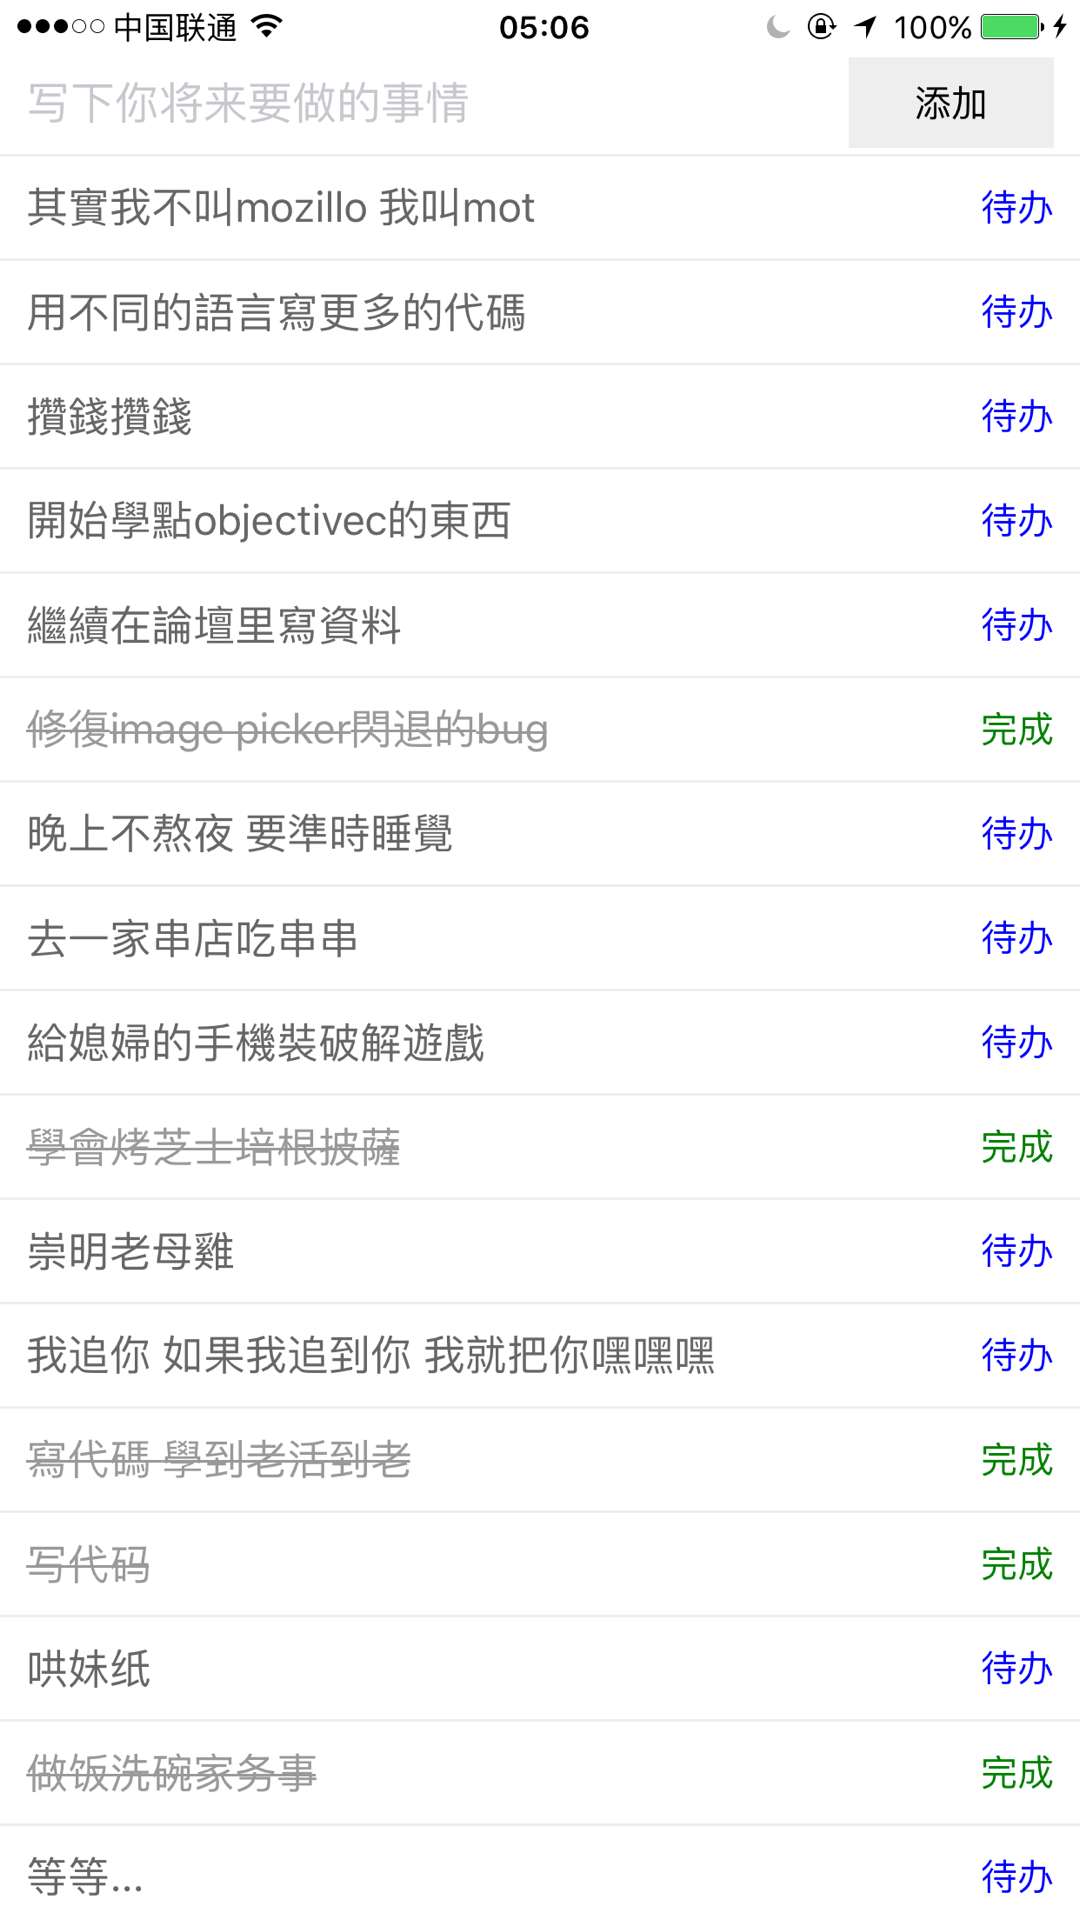 中国联通 05:06 100%
写下你将来要做的事情 添加
其實我不叫mozillo 我叫mot 待办
用不同的語言寫更多的代碼 待办
攢錢攢錢 待办
開始學點objectivec的東西 待办
繼續在論壇里寫資料 待办
修復image picker閃退的bug 完成
晚上不熬夜 要準時睡覺 待办
去一家串店吃串串 待办
給媳婦的手機裝破解遊戲 待办
學會烤芝士培根披薩 完成
崇明老母雞 待办
我追你 如果我追到你 我就把你嘿嘿嘿 待办
寫代碼 學到老活到老 完成
写代码 完成
哄妹纸 待办
做饭洗碗家务事 完成
等等... 待办